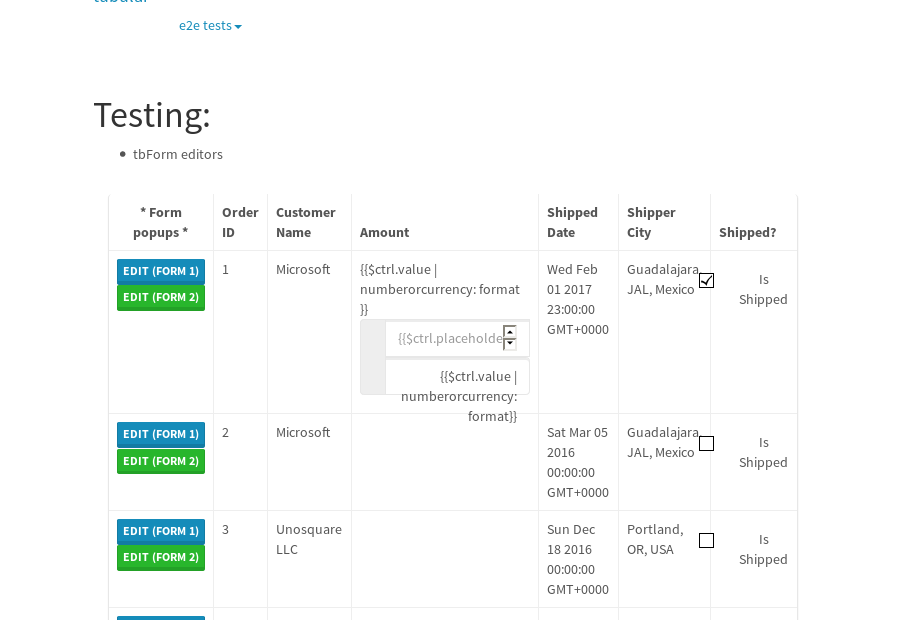 tabular
e2e tests
Testing:
tbForm editors
* Form
popups *
Order
ID
Customer
Name
Amount
Shipped
Date
Shipper
City
Shipped?
EDIT (FORM 1)
EDIT (FORM 2)
1
Microsoft
{{$ctrl.value |
numberorcurrency: format
}}
{{$ctrl.placeholde
{{$ctrl.value |
numberorcurrency:
format}}
Wed Feb
01 2017
23:00:00
GMT+0000
Guadalajara,
JAL, Mexico
Is
Shipped
EDIT (FORM 1)
EDIT (FORM 2)
2
Microsoft
Sat Mar 05
2016
00:00:00
GMT+0000
Guadalajara,
JAL, Mexico
Is
Shipped
EDIT (FORM 1)
EDIT (FORM 2)
3
Unosquare
LLC
Sun Dec
18 2016
00:00:00
GMT+0000
Portland,
OR, USA
Is
Shipped